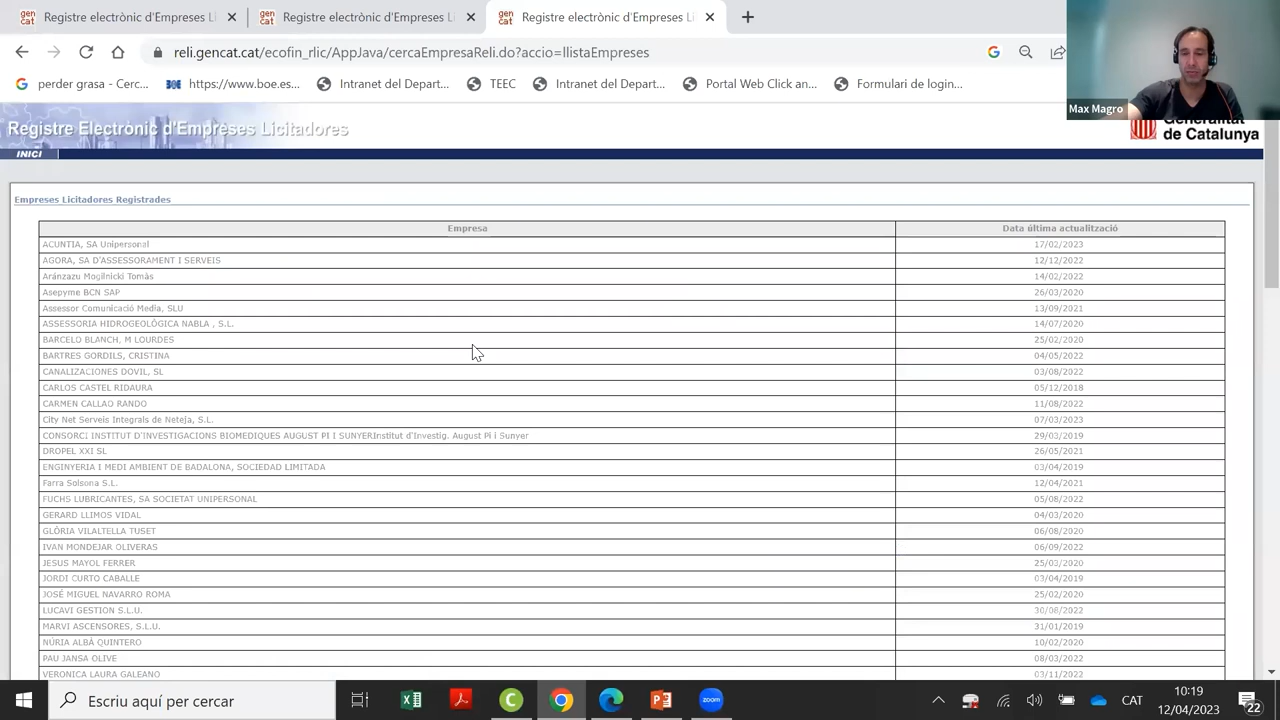 gen cat Registre electrònic d'Empreses Li
gen cat Registre electrònic d'Empreses L
gen cat Registre electrònic d'Empreses Li
reli.gencat.cat/ecofin_rlic/AppJava/cercaEmpresaReli.do?accio=llistaEmpreses
perder grasa - Cerc...
https://www.boe.es...
Intranet del Depart...
TEEC
Intranet del Depart...
Portal Web Click an...
Formulari de login...
Max Magro
Registre Electrònic d'Empreses Licitadores
Generalitat
de Catalunya
INICI
Empreses Licitadores Registrades
Empresa Data última actualització
ACUNTIA, SA Unipersonal 17/02/2023
AGORA, SA D'ASSESSORAMENT I SERVEIS 12/12/2022
Aránzazu Mogilnicki Tomàs 14/02/2022
Asepyme BCN SAP 26/03/2020
Assessor Comunicació Media, SLU 13/09/2021
ASSESSORIA HIDROGEOLÓGICA NABLA , S.L. 14/07/2020
BARCELO BLANCH, M LOURDES 25/02/2020
BARTRES GORDILS, CRISTINA 04/05/2022
CANALIZACIONES DOVIL, SL 03/08/2022
CARLOS CASTEL RIDAURA 05/12/2018
CARMEN CALLAO RANDO 11/08/2022
City Net Serveis Integrals de Neteja, S.L. 07/03/2023
CONSORCI INSTITUT D'INVESTIGACIONS BIOMEDIQUES AUGUST PI I SUNYERInstitut d'Investig. August Pi i Sunyer 29/03/2019
DROPEL XXI SL 26/05/2021
ENGINYERIA I MEDI AMBIENT DE BADALONA, SOCIEDAD LIMITADA 03/04/2019
Farra Solsona S.L. 12/04/2021
FUCHS LUBRICANTES, SA SOCIETAT UNIPERSONAL 05/08/2022
GERARD LLIMOS VIDAL 04/03/2020
GLÒRIA VILALTELLA TUSET 06/08/2020
IVAN MONDEJAR OLIVERAS 06/09/2022
JESUS MAYOL FERRER 25/03/2020
JORDI CURTO CABALLE 03/04/2019
JOSÉ MIGUEL NAVARRO ROMA 25/02/2020
LUCAVI GESTION S.L.U. 30/08/2022
MARVI ASCENSORES, S.L.U. 31/01/2019
NÚRIA ALBÀ QUINTERO 10/02/2020
PAU JANSA OLIVE 08/03/2022
VERONICA LAURA GALEANO 03/11/2022
Escriu aquí per cercar
zoom
CAT
10:19
12/04/2023
22